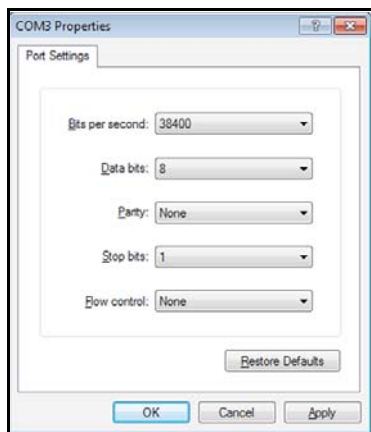 COM3 Properties
Port Settings
Bits per second: 38400
Data bits: 8
Parity: None
Stop bits: 1
Flow control: None
Restore Defaults
OK Cancel Apply